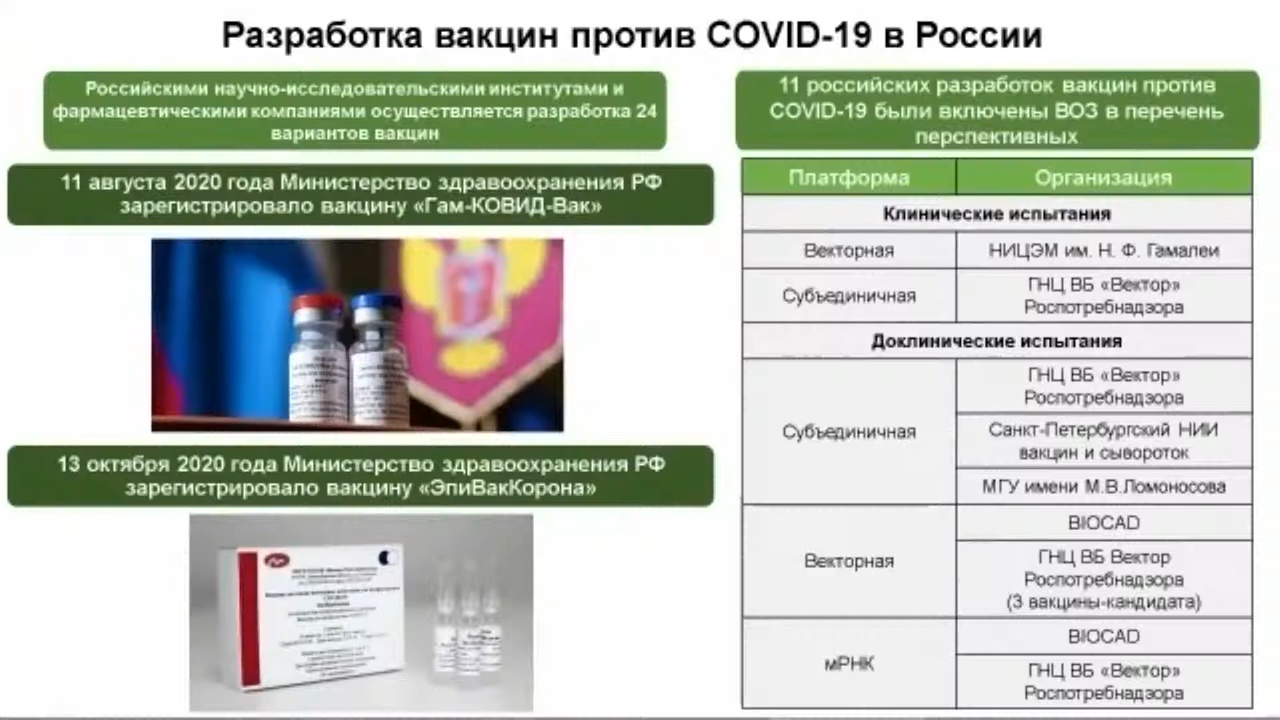 Разработка вакцин против COVID-19 в России
Российскими научно-исследовательскими институтами и
фармацевтическими компаниями осуществляется разработка 24
вариантов вакцин
11 августа 2020 года Министерство здравоохранения РФ
зарегистрировало вакцину «Гам-КОВИД-Вак»
13 октября 2020 года Министерство здравоохранения РФ
зарегистрировало вакцину «ЭпиВакКорона»
11 российских разработок вакцин против
COVID-19 были включены ВОЗ в перечень
перспективных
Платформа Организация
Клинические испытания
Векторная НИЦЭМ им. Н. Ф. Гамалеи
Субъединичная ГНЦ ВБ «Вектор»
Роспотребнадзора
Доклинические испытания
Субъединичная ГНЦ ВБ «Вектор»
Роспотребнадзора
Санкт-Петербургский НИИ
вакцин и сывороток
МГУ имени М.В.Ломоносова
Векторная BIOCAD
ГНЦ ВБ Вектор
Роспотребнадзора
(3 вакцины-кандидата)
мРНК BIOCAD
ГНЦ ВБ «Вектор»
Роспотребнадзора